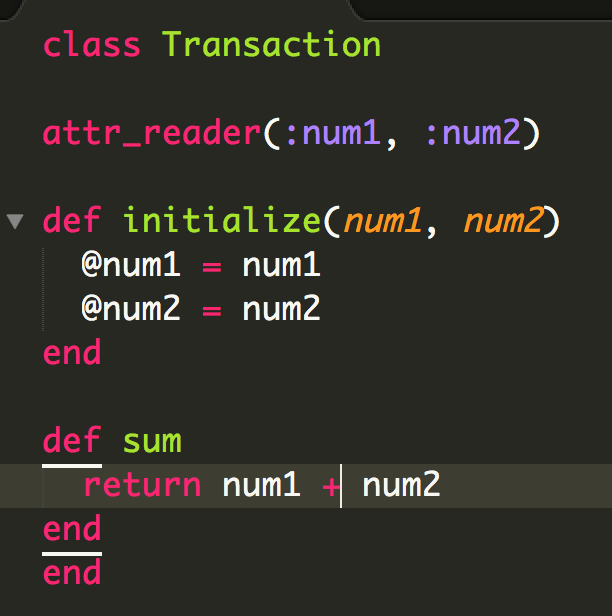 class Transaction
attr_reader(:num1, :num2)
def initialize(num1, num2)
@num1 = num1
@num2 = num2
end
def sum
return num1 + num2
end
end